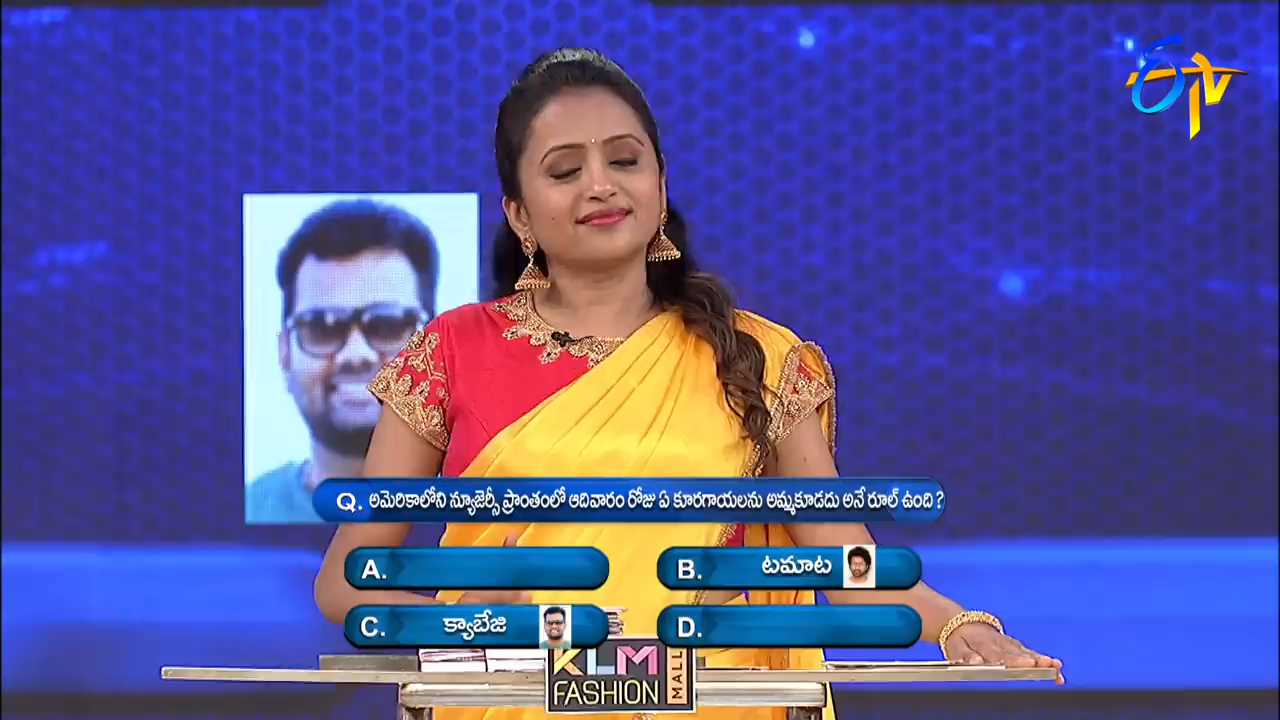 ETV
Q. అమెరికాలోని న్యూజెర్సీ ప్రాంతంలో ఆదివారం రోజు ఏ కూరగాయలను అమ్మకూడదు అనే రూల్ ఉంది ?
A.
B. టమాట
C. క్యాబేజి
D.
KLM
FASHION
MALL